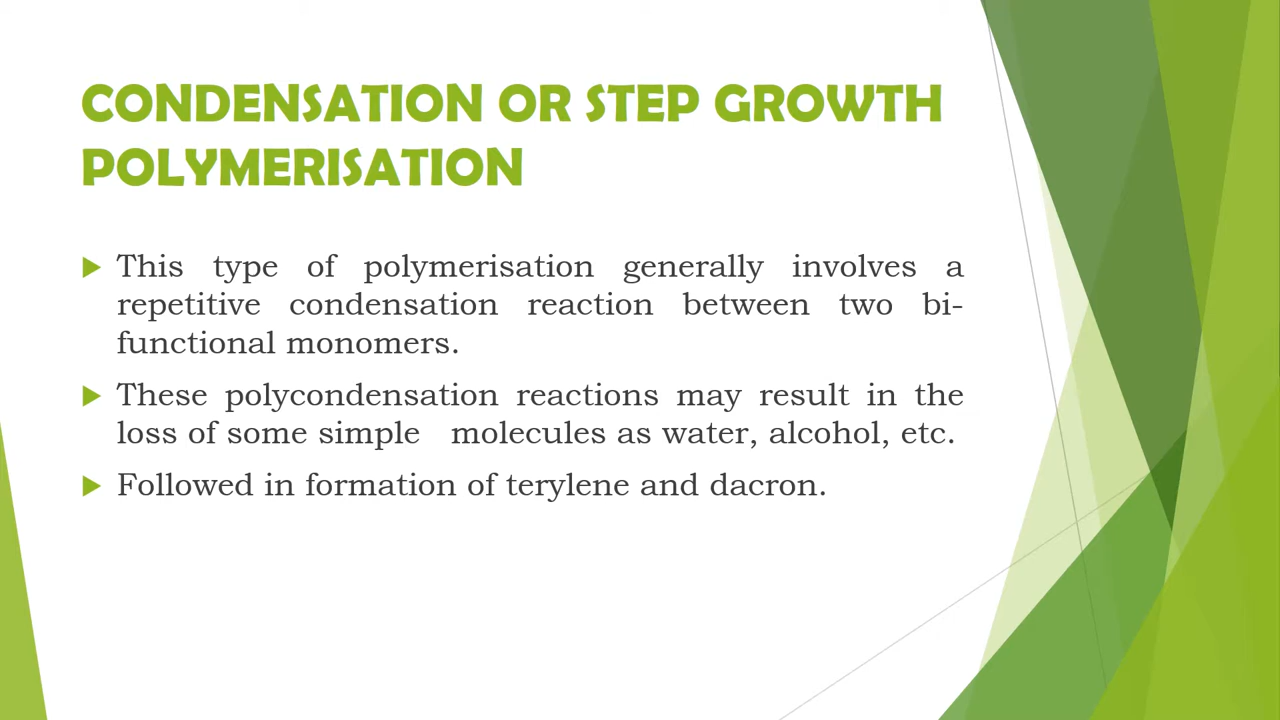 CONDENSATION OR STEP GROWTH
POLYMERISATION
This type of polymerisation generally involves a
repetitive condensation reaction between two bi-
functional monomers.
These polycondensation reactions may result in the
loss of some simple molecules as water, alcohol, etc.
Followed in formation of terylene and dacron.